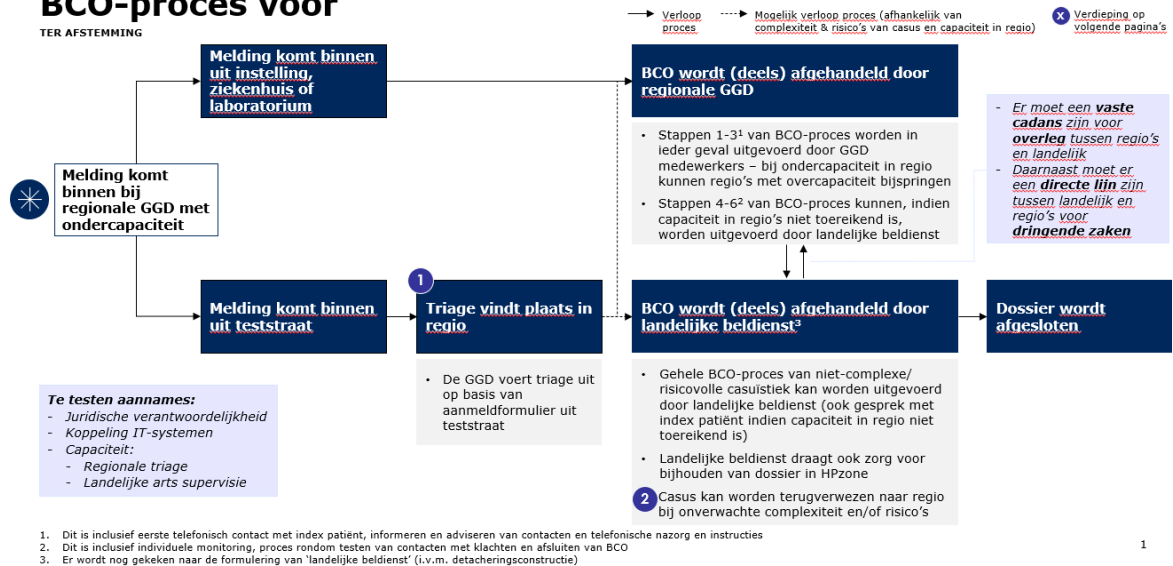 BCO-proces voor
TER AFSTEMMING
Verloop
proces
Mogelijk verloop proces (afhankelijk van
complexiteit & risico's van casus en capaciteit in regio)
x
Verdieping op
volgende pagina's
Melding komt binnen
uit instelling,
ziekenhuis of
laboratorium
BCO wordt (deels) afgehandeld door
regionale GGD
• Stappen 1-3¹ van BCO-proces worden in
ieder geval uitgevoerd door GGD
medewerkers – bij ondercapaciteit in regio
kunnen regio's met overcapaciteit bijspringen
• Stappen 4-6² van BCO-proces kunnen, indien
capaciteit in regio's niet toereikend is,
worden uitgevoerd door landelijke beldienst
- Er moet een vaste
cadans zijn voor
overleg tussen regio's
en landelijk
- Daarnaast moet er
een directe lijn zijn
tussen landelijk en
regio's voor
dringende zaken
Melding komt
binnen bij
regionale GGD met
ondercapaciteit
Melding komt binnen
uit teststraat
1
Triage vindt plaats in
regio
• De GGD voert triage uit
op basis van
aanmeldformulier uit
teststraat
BCO wordt (deels) afgehandeld door
landelijke beldienst³
• Gehele BCO-proces van niet-complexe/
risicovolle casuïstiek kan worden uitgevoerd
door landelijke beldienst (ook gesprek met
index patiënt indien capaciteit in regio niet
toereikend is)
• Landelijke beldienst draagt ook zorg voor
bijhouden van dossier in HPzone
2 Casus kan worden terugverwezen naar regio
bij onverwachte complexiteit en/of risico's
Dossier wordt
afgesloten
Te testen aannames:
- Juridische verantwoordelijkheid
- Koppeling IT-systemen
- Capaciteit:
- Regionale triage
- Landelijke arts supervisie
1. Dit is inclusief eerste telefonisch contact met index patiënt, informeren en adviseren van contacten en telefonische nazorg en instructies
2. Dit is inclusief individuele monitoring, proces rondom testen van contacten met klachten en afsluiten van BCO
3. Er wordt nog gekeken naar de formulering van 'landelijke beldienst' (i.v.m. detacheringsconstructie)
1